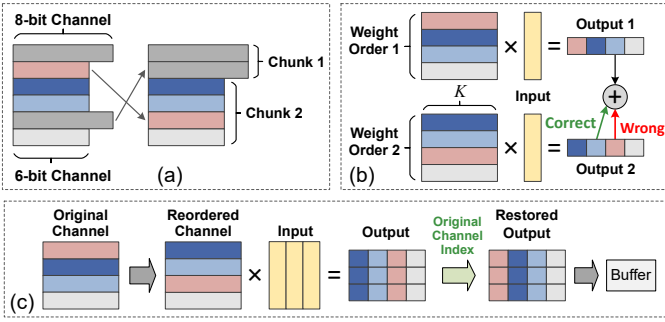 8-bit Channel
Chunk 1
Chunk 2
6-bit Channel
(a)
Weight
Order 1
×
=
Output 1
K
Input
+
Correct
Wrong
Weight
Order 2
×
=
Output 2
(b)
Original
Channel
Reordered
Channel
Input
Output
Original
Channel
Index
Restored
Output
×
=
Buffer
(c)